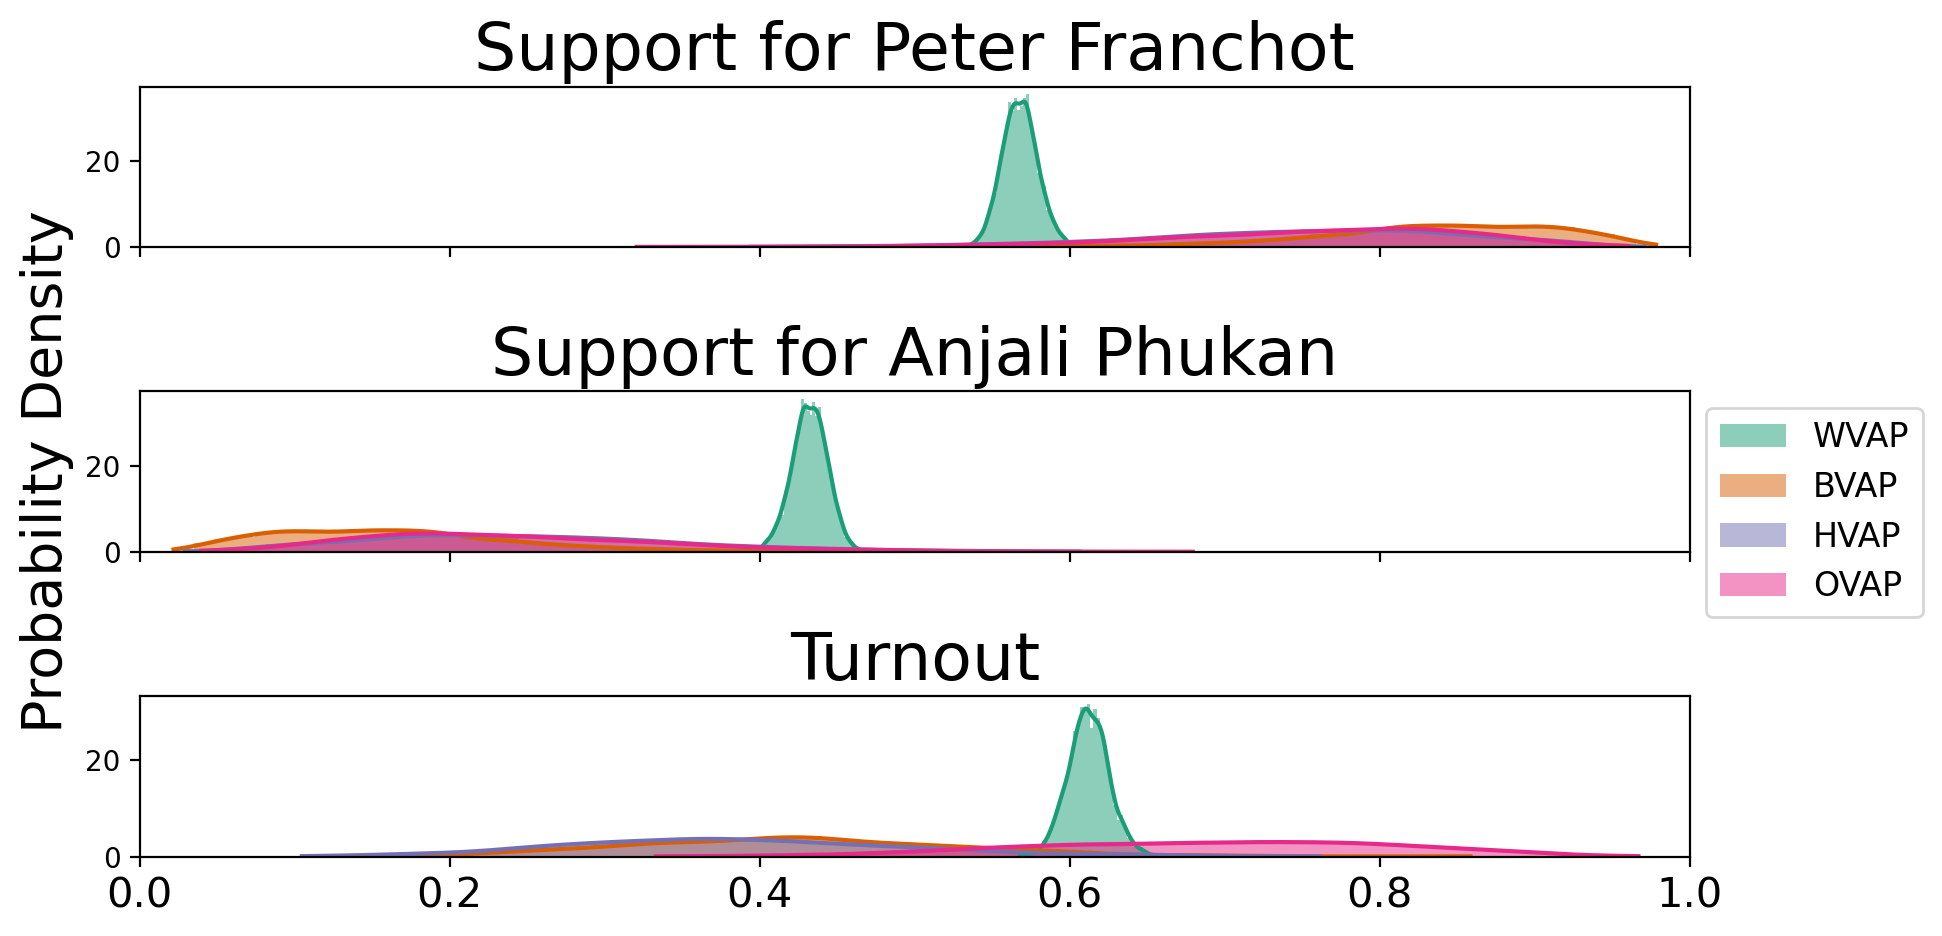 Support for Peter Franchot
20
0
Probability Density
Support for Anjali Phukan
20
0
WVAP
BVAP
HVAP
OVAP
Turnout
20
0
0.0 0.2 0.4 0.6 0.8 1.0